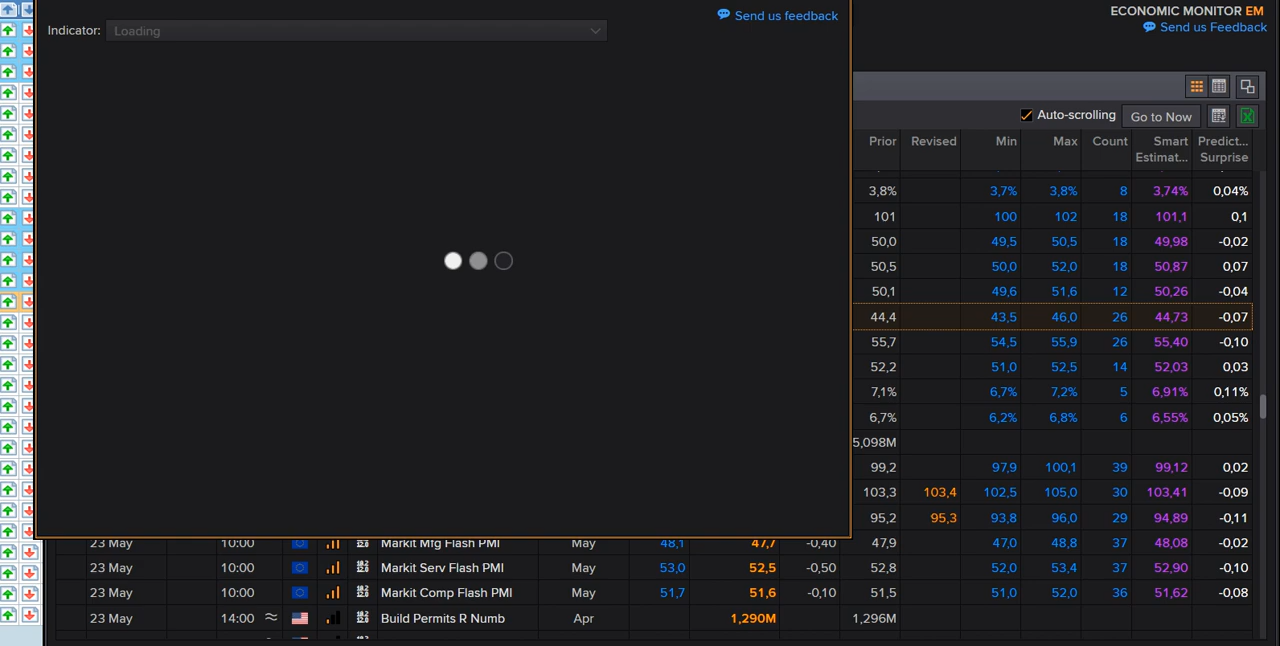 ECONOMIC MONITOR EM
Send us feedback
Send us Feedback
Indicator: Loading
Auto-scrolling Go to Now
Prior Revised Min Max Count Smart Estimat... Predict... Surprise
3,8% 3,7% 3,8% 8 3,74% 0,04%
101 100 102 18 101,1 0,1
50,0 49,5 50,5 18 49,98 -0,02
50,5 50,0 52,0 18 50,87 0,07
50,1 49,6 51,6 12 50,26 -0,04
44,4 43,5 46,0 26 44,73 -0,07
55,7 54,5 55,9 26 55,40 -0,10
52,2 51,0 52,5 14 52,03 0,03
7,1% 6,7% 7,2% 5 6,91% 0,11%
6,7% 6,2% 6,8% 6 6,55% 0,05%
5,098M
99,2 97,9 100,1 39 99,12 0,02
103,3 103,4 102,5 105,0 30 103,41 -0,09
95,2 95,3 93,8 96,0 29 94,89 -0,11
23 May 10:00 Markit Mfg Flash PMI May 48,1 47,7 -0,40 47,9 47,0 48,8 37 48,08 -0,02
23 May 10:00 Markit Serv Flash PMI May 53,0 52,5 -0,50 52,8 52,0 53,4 37 52,90 -0,10
23 May 10:00 Markit Comp Flash PMI May 51,7 51,6 -0,10 51,5 51,0 52,0 36 51,62 -0,08
23 May 14:00 ≈ Build Permits R Numb Apr 1,290M 1,296M